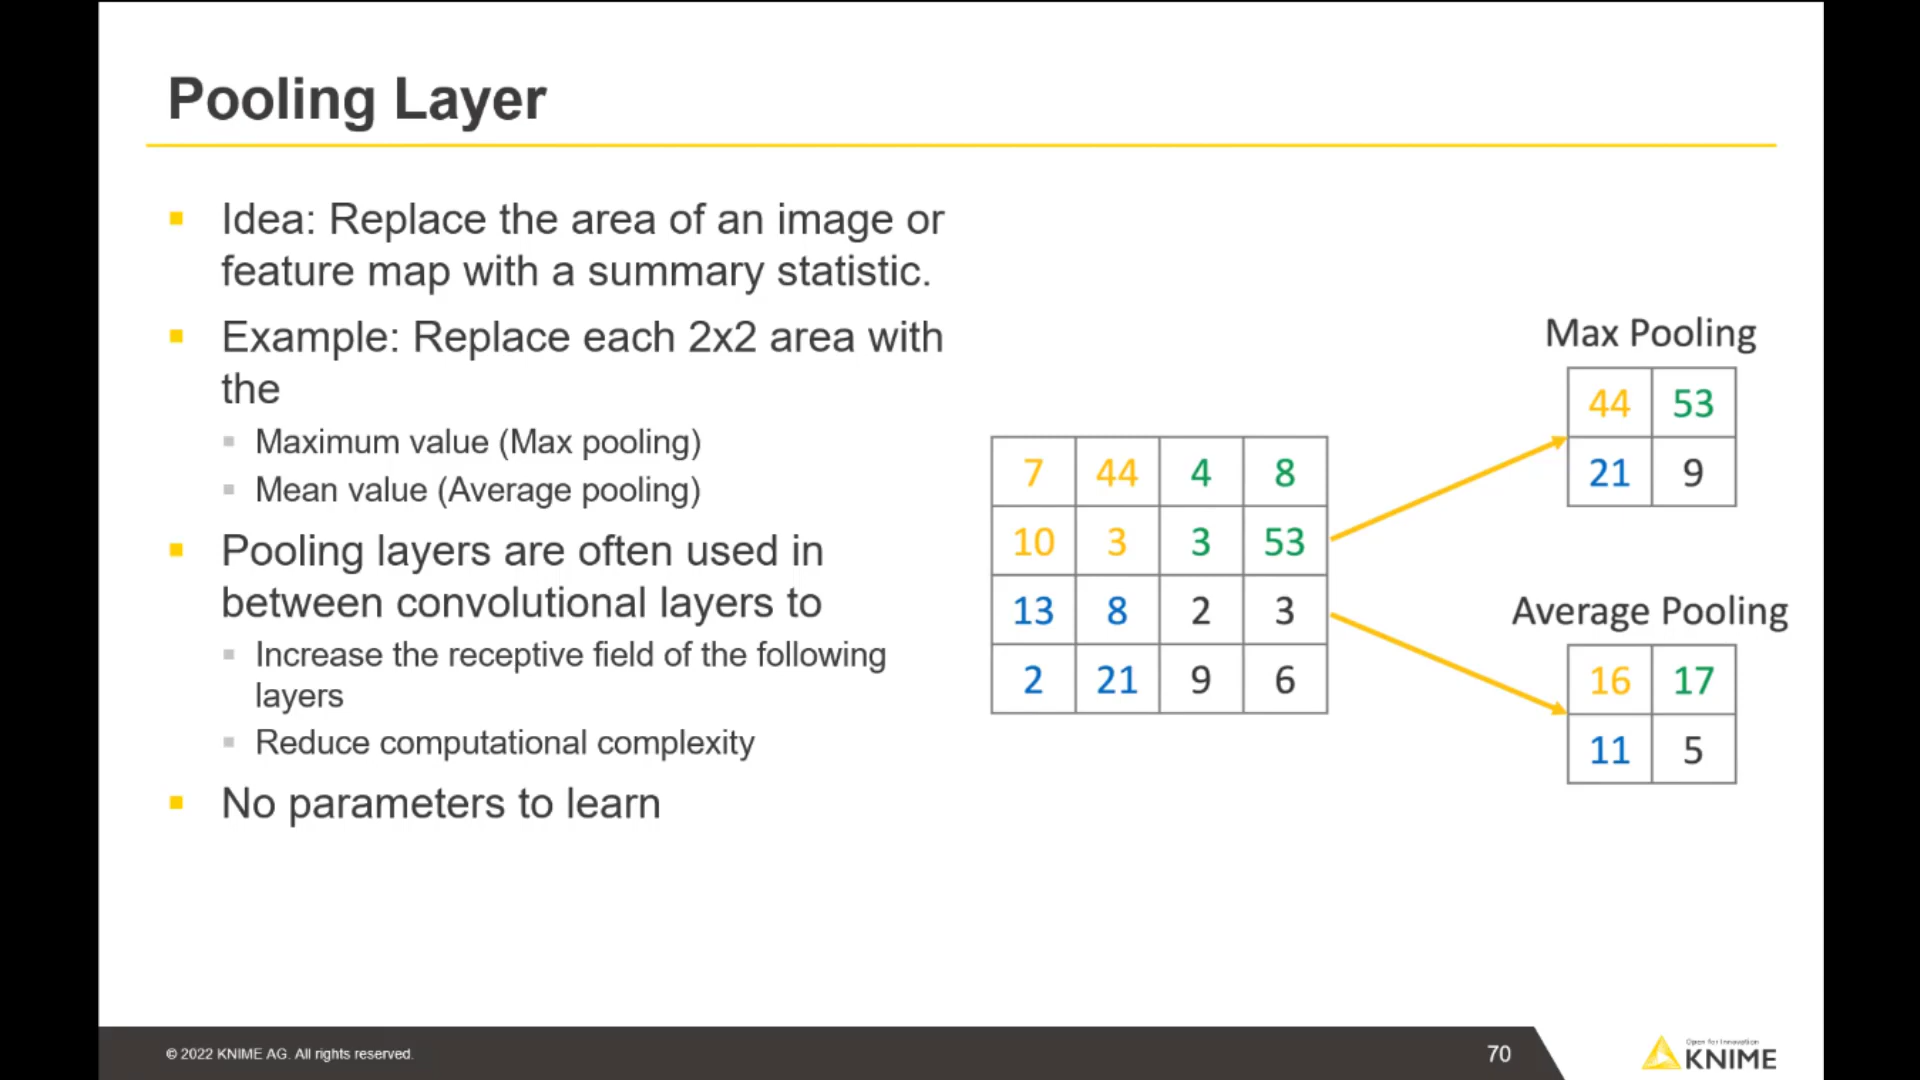 Pooling Layer
Idea: Replace the area of an image or
feature map with a summary statistic.
Example: Replace each 2x2 area with
the
Maximum value (Max pooling)
Mean value (Average pooling)
Pooling layers are often used in
between convolutional layers to
Increase the receptive field of the following
layers
Reduce computational complexity
No parameters to learn
7 44 4 8
10 3 3 53
13 8 2 3
2 21 9 6
Max Pooling
44 53
21 9
Average Pooling
16 17
11 5
© 2022 KNIME AG. All rights reserved.
70
Open for Innovation
KNIME